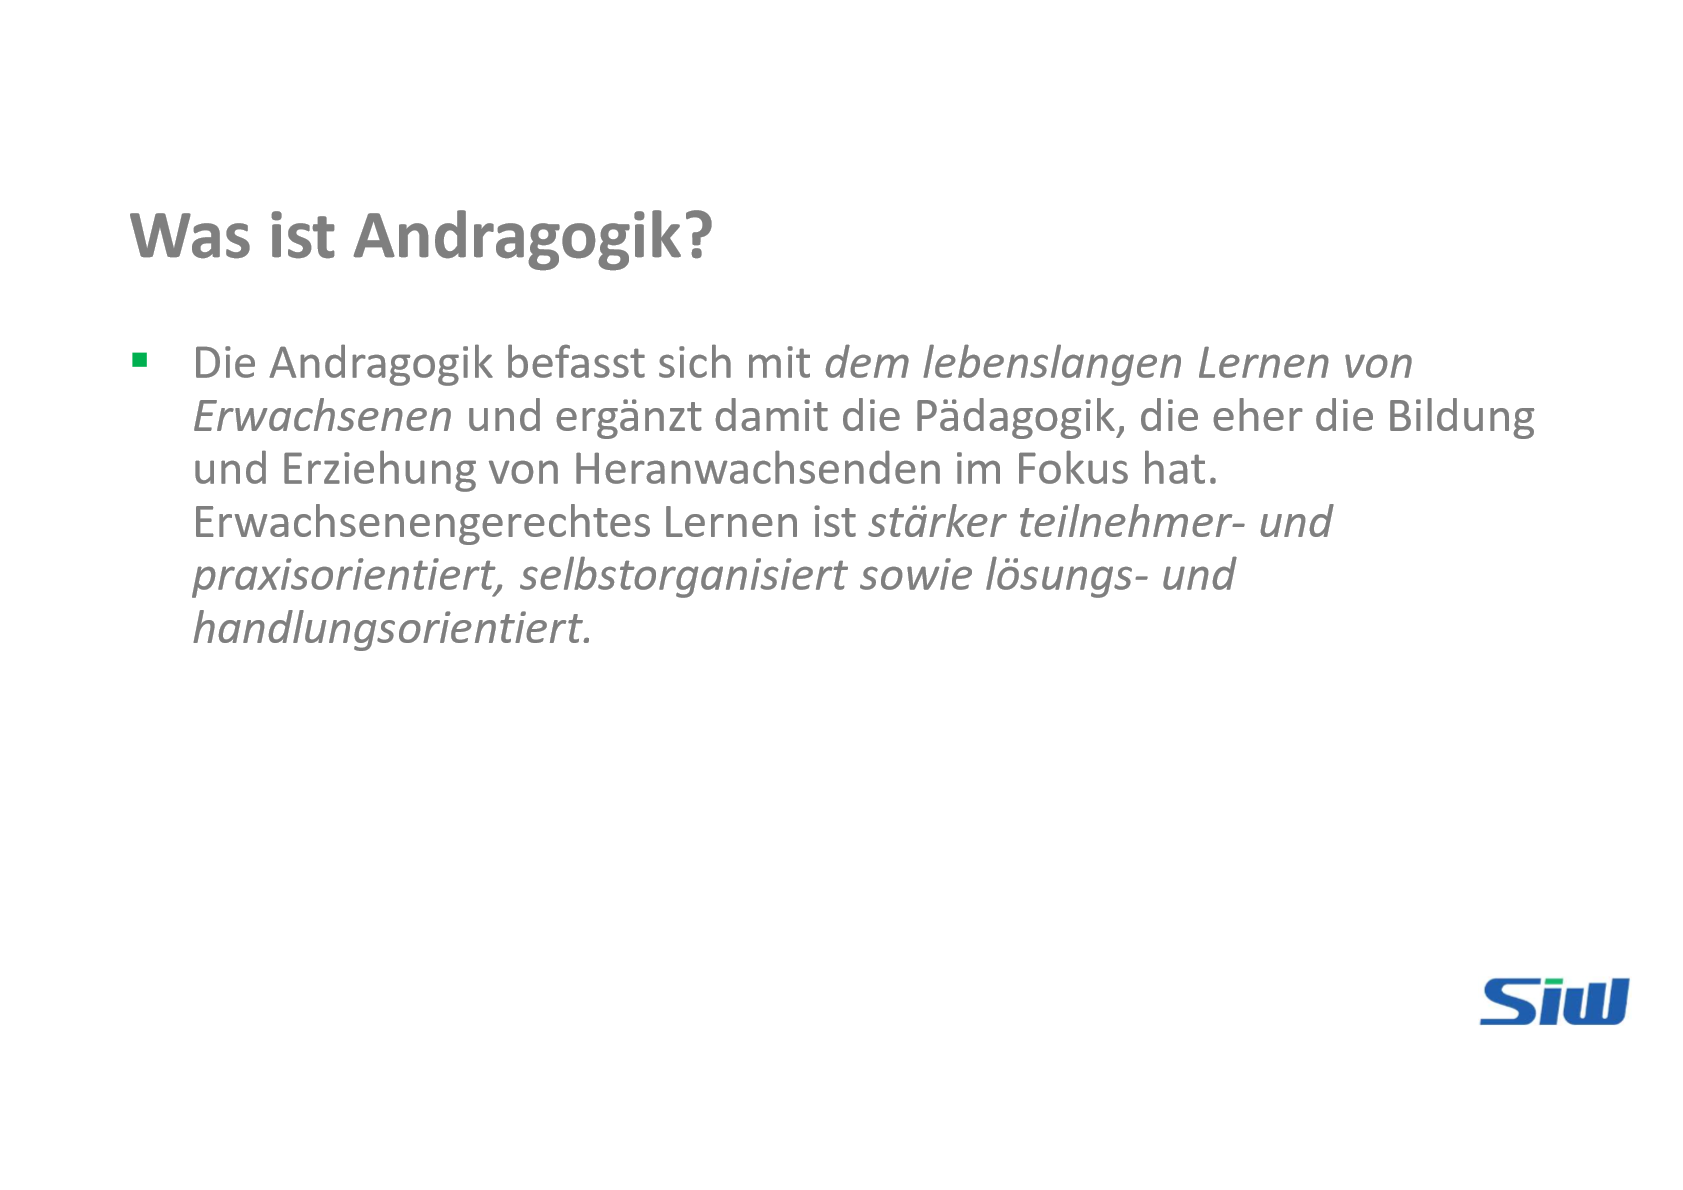 Was ist Andragogik?
▪ Die Andragogik befasst sich mit dem lebenslangen Lernen von
Erwachsenen und ergänzt damit die Pädagogik, die eher die Bildung
und Erziehung von Heranwachsenden im Fokus hat.
Erwachsenengerechtes Lernen ist stärker teilnehmer- und
praxisorientiert, selbstorganisiert sowie lösungs- und
handlungsorientiert.
Siw